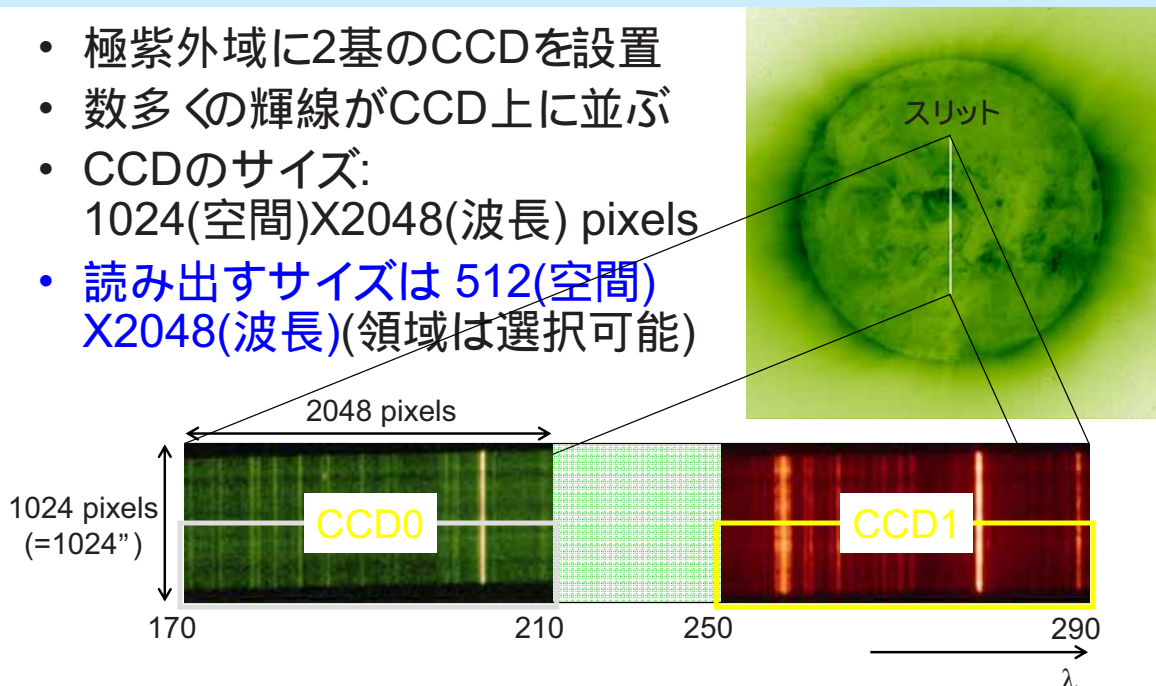 • 極紫外域に2基のCCDを設置
• 数多くの輝線がCCD上に並ぶ
• CCDのサイズ:
1024(空間)X2048(波長) pixels
• 読み出すサイズは 512(空間)
X2048(波長)(領域は選択可能)
スリット
2048 pixels
1024 pixels
(=1024”)
CCD0
CCD1
170
210
250
290
λ